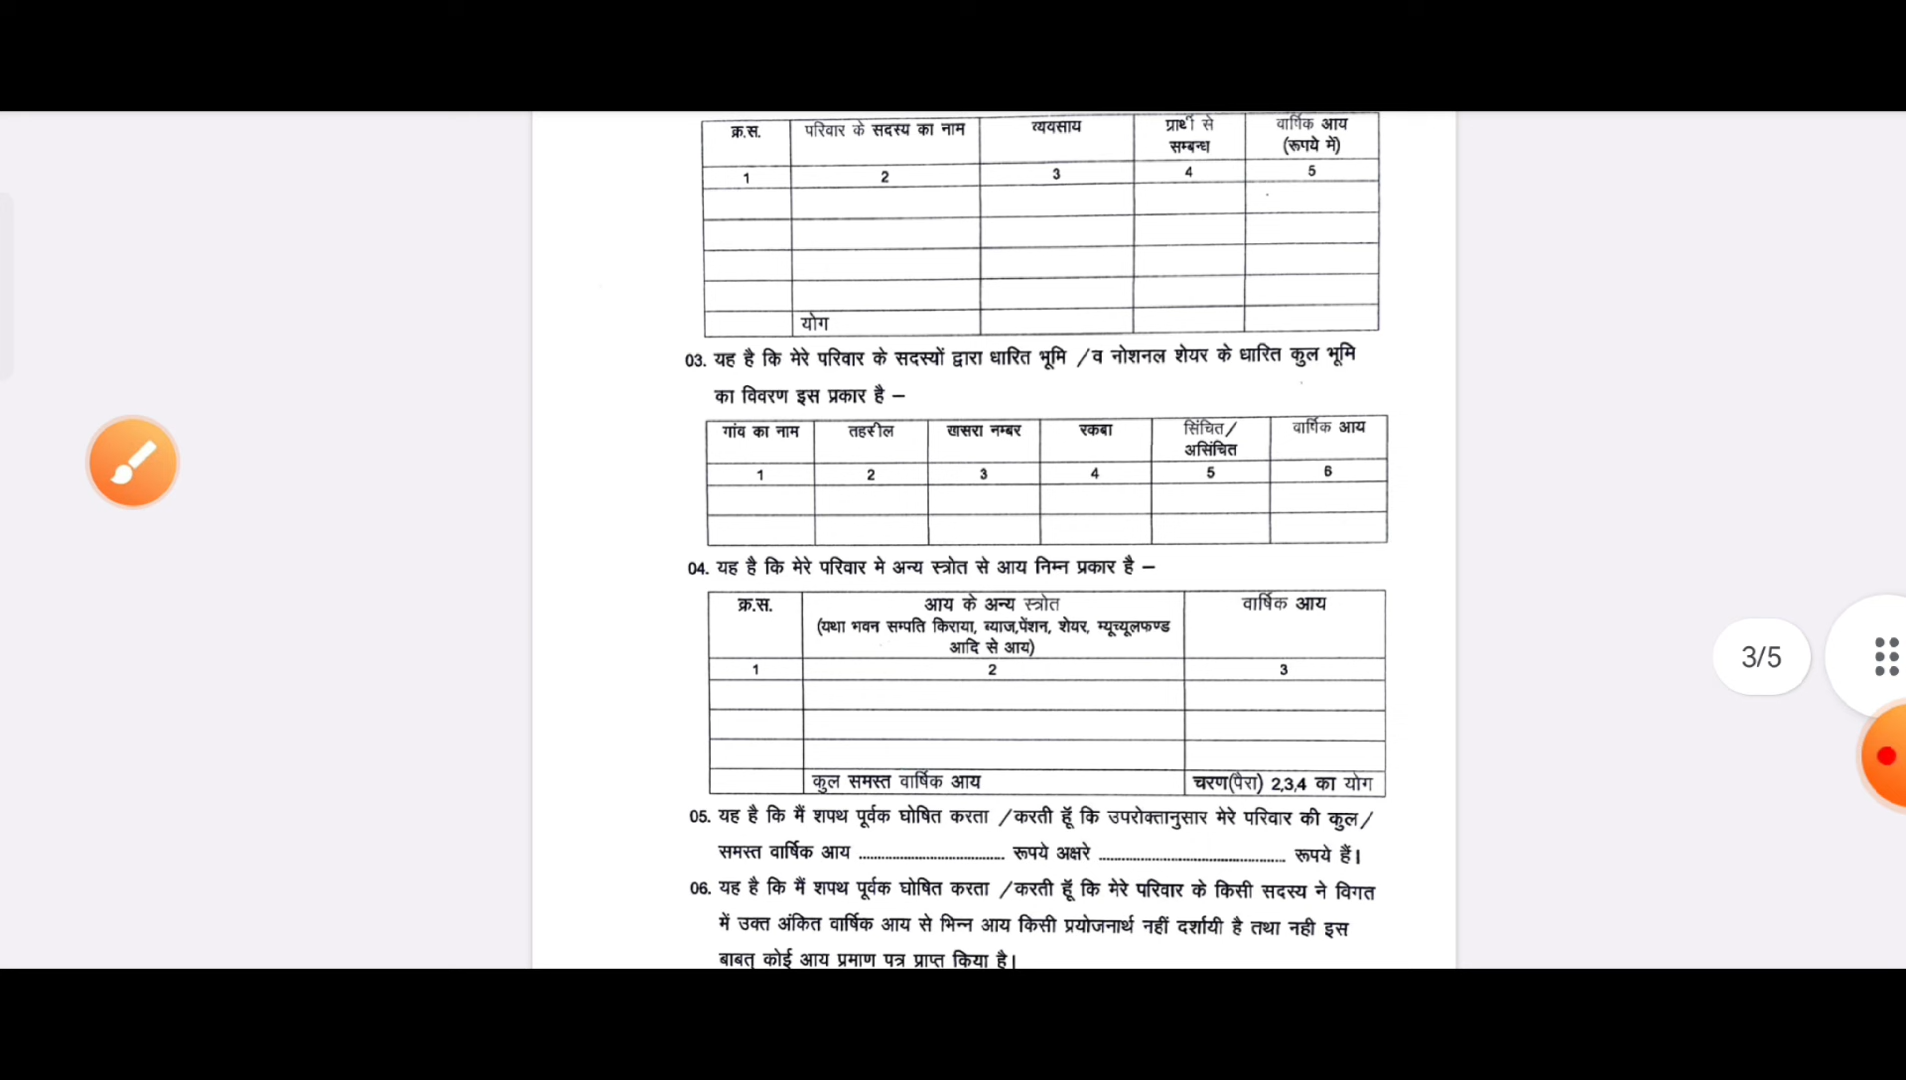 क्र.स. परिवार के सदस्य का नाम व्यवसाय प्रार्थी से सम्बन्ध वार्षिक आय (रूपये में)
1 2 3 4 5
योग
03. यह है कि मेरे परिवार के सदस्यों द्वारा धारित भूमि /व नोशनल शेयर के धारित कुल भूमि
का विवरण इस प्रकार है –
गांव का नाम तहसील खसरा नम्बर रकबा सिंचित/ असिंचित वार्षिक आय
1 2 3 4 5 6
04. यह है कि मेरे परिवार मे अन्य स्त्रोत से आय निम्न प्रकार है –
क्र.स. आय के अन्य स्त्रोत वार्षिक आय
(यथा भवन सम्पति किराया, ब्याज,पेंशन, शेयर, म्यूच्यूलफण्ड
आदि से आय)
1 2 3
कुल समस्त वार्षिक आय चरण(पैरा) 2,3,4 का योग
05. यह है कि मैं शपथ पूर्वक घोषित करता /करती हूॅं कि उपरोक्तानुसार मेरे परिवार की कुल/
समस्त वार्षिक आय ..................................... रूपये अक्षरे ................................................ रूपये हैं।
06. यह है कि मैं शपथ पूर्वक घोषित करता /करती हूॅं कि मेरे परिवार के किसी सदस्य ने विगत
में उक्त अंकित वार्षिक आय से भिन्न आय किसी प्रयोजनार्थ नहीं दर्शायी है तथा नही इस
बाबत् कोई आय प्रमाण पत्र प्राप्त किया है।
3/5